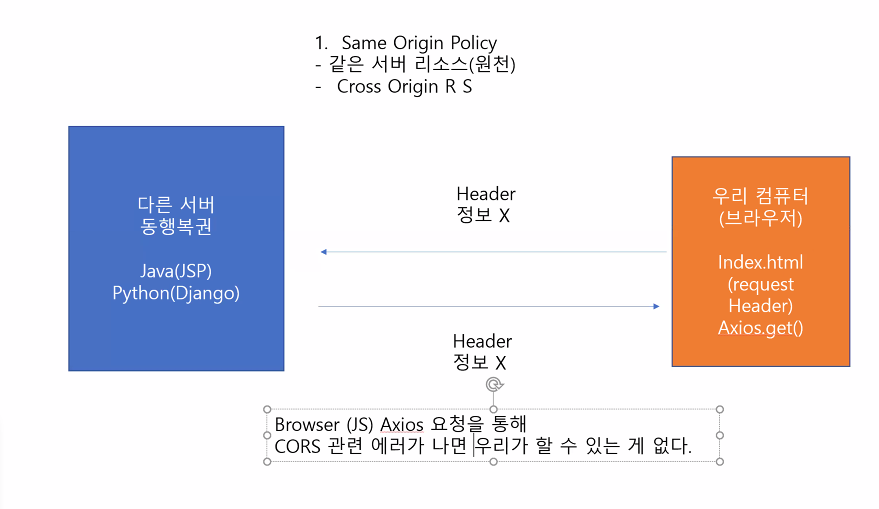 1. Same Origin Policy
- 같은 서버 리소스(원천)
- Cross Origin R S
다른 서버
동행복권
Java(JSP)
Python(Django)
Header
정보 X
Header
정보 X
우리 컴퓨터
(브라우저)
Index.html
(request
Header)
Axios.get()
Browser (JS) Axios 요청을 통해
CORS 관련 에러가 나면 우리가 할 수 있는 게 없다.